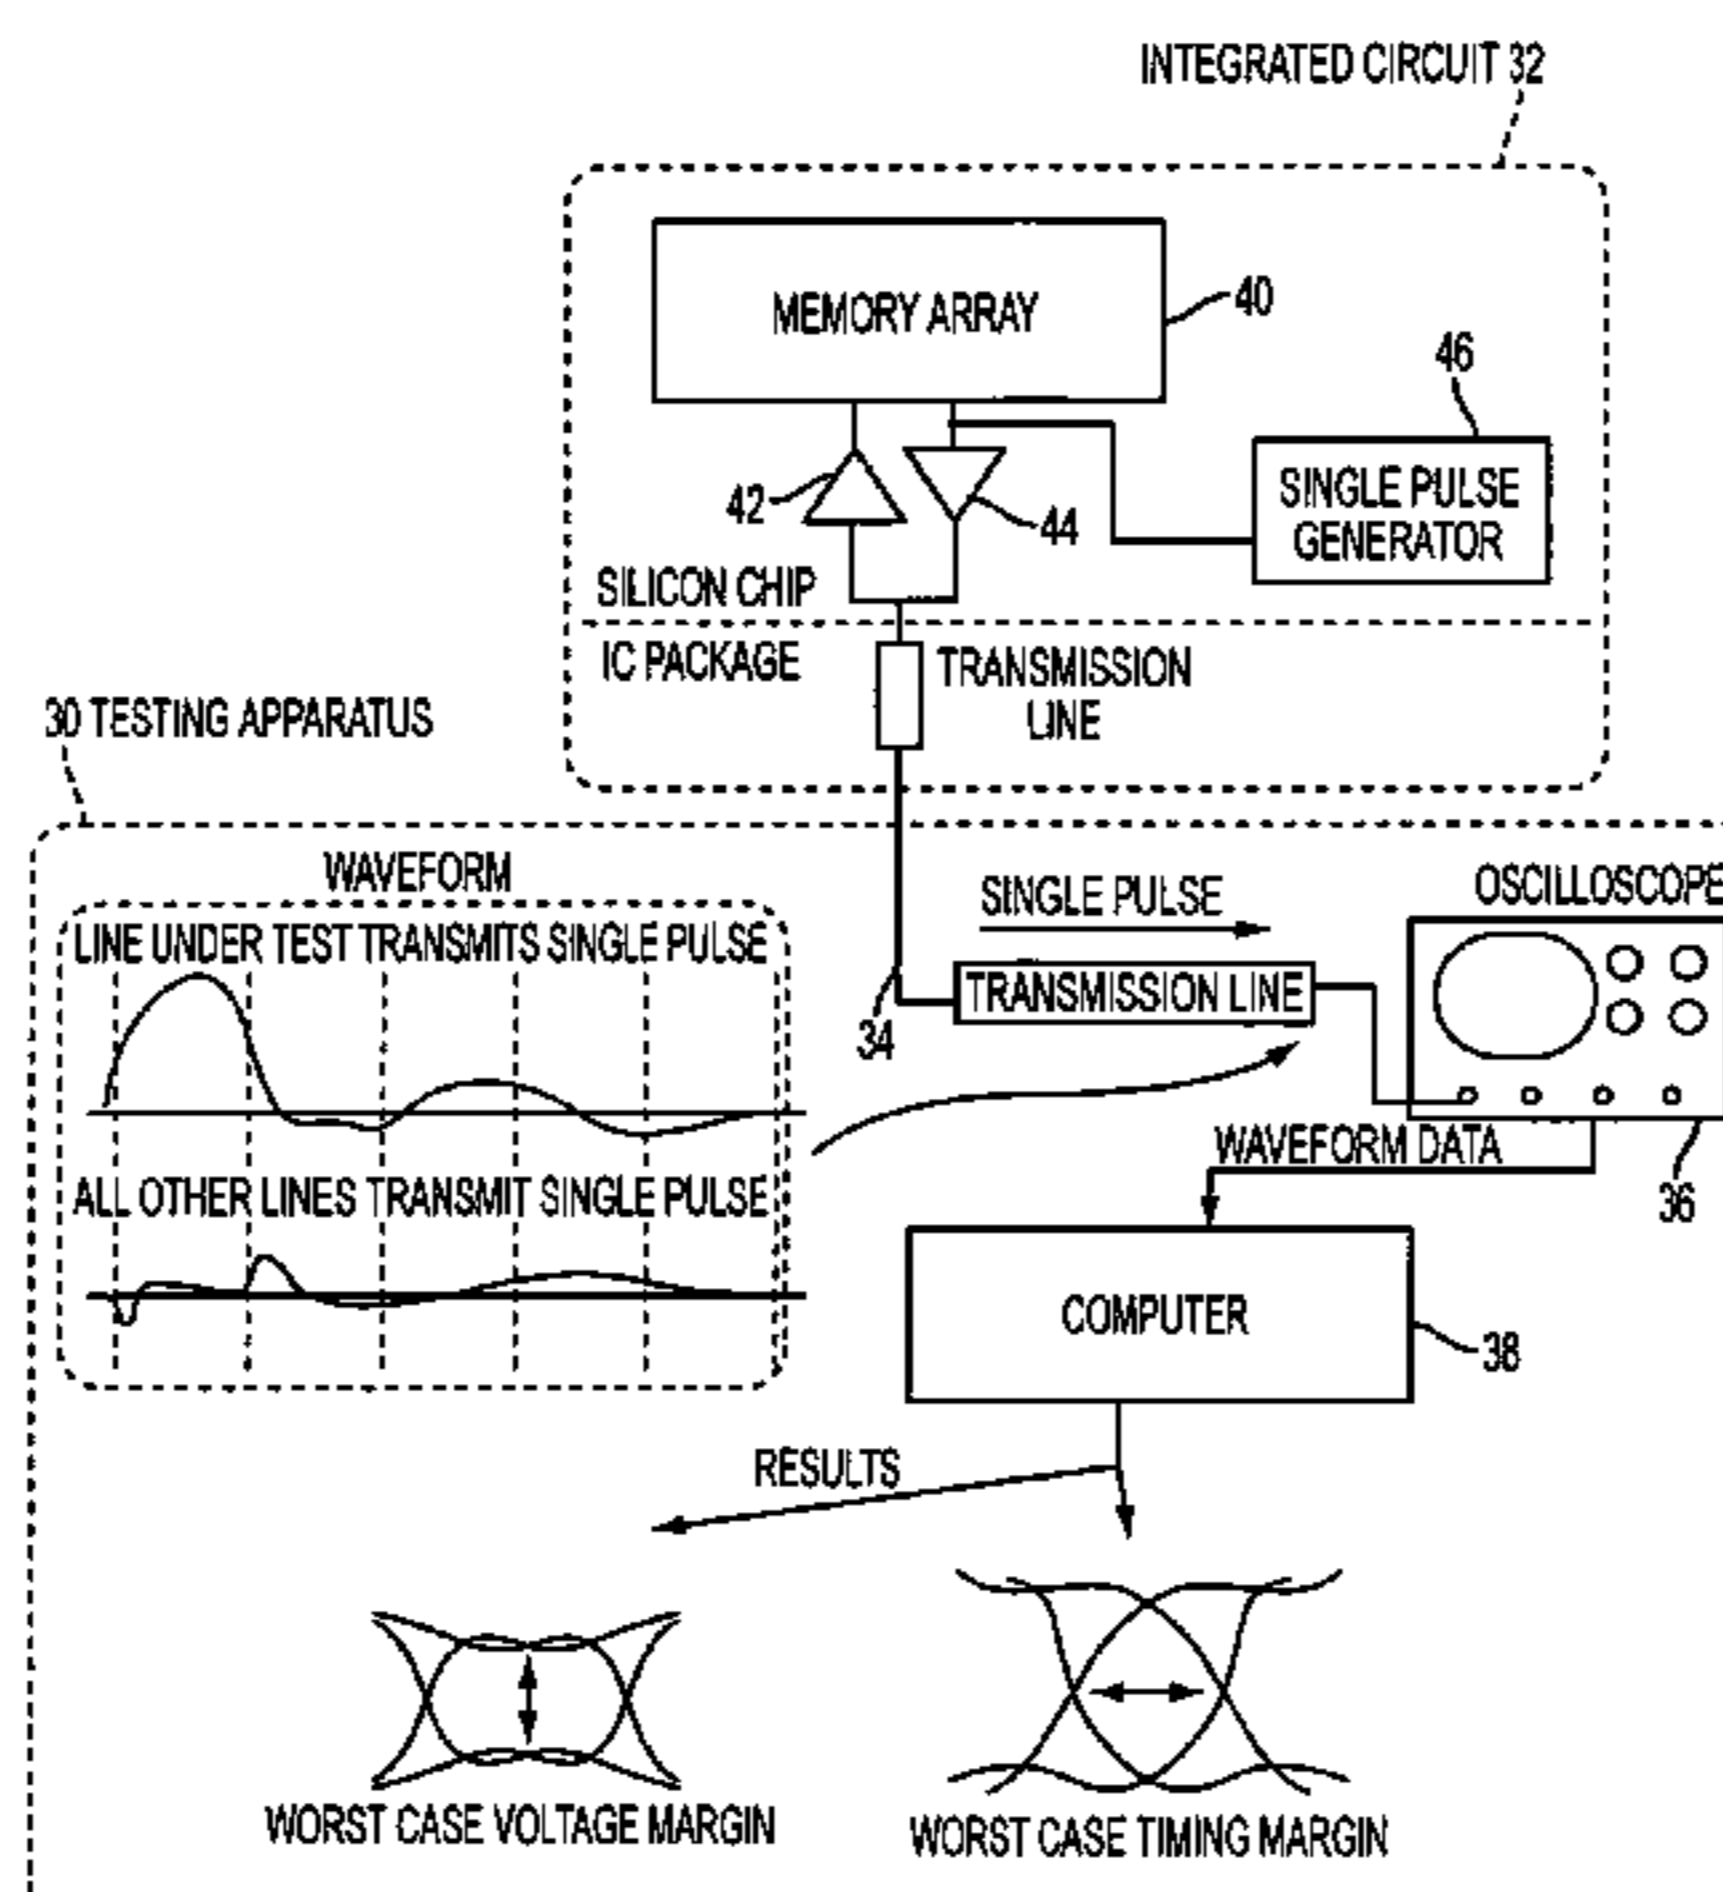 INTEGRATED CIRCUIT 32
MEMORY ARRAY
40
46
SINGLE PULSE
GENERATOR
42
44
SILICON CHIP
IC PACKAGE
TRANSMISSION
LINE
30 TESTING APPARATUS
WAVEFORM
LINE UNDER TEST TRANSMITS SINGLE PULSE
ALL OTHER LINES TRANSMIT SINGLE PULSE
SINGLE PULSE
TRANSMISSION LINE
34
OSCILLOSCOPE
36
WAVEFORM DATA
COMPUTER
38
RESULTS
WORST CASE VOLTAGE MARGIN
WORST CASE TIMING MARGIN